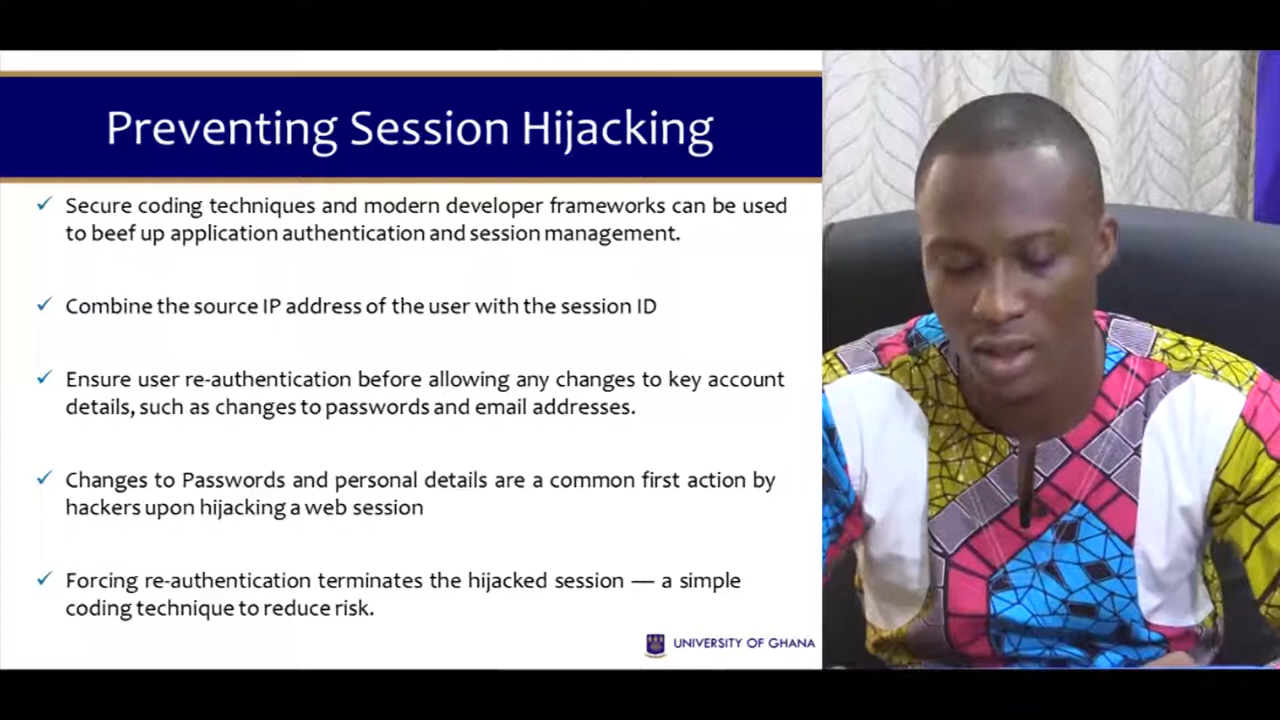 Preventing Session Hijacking
✓ Secure coding techniques and modern developer frameworks can be used
to beef up application authentication and session management.
✓ Combine the source IP address of the user with the session ID
✓ Ensure user re-authentication before allowing any changes to key account
details, such as changes to passwords and email addresses.
✓ Changes to Passwords and personal details are a common first action by
hackers upon hijacking a web session
✓ Forcing re-authentication terminates the hijacked session — a simple
coding technique to reduce risk.
UNIVERSITY OF GHANA